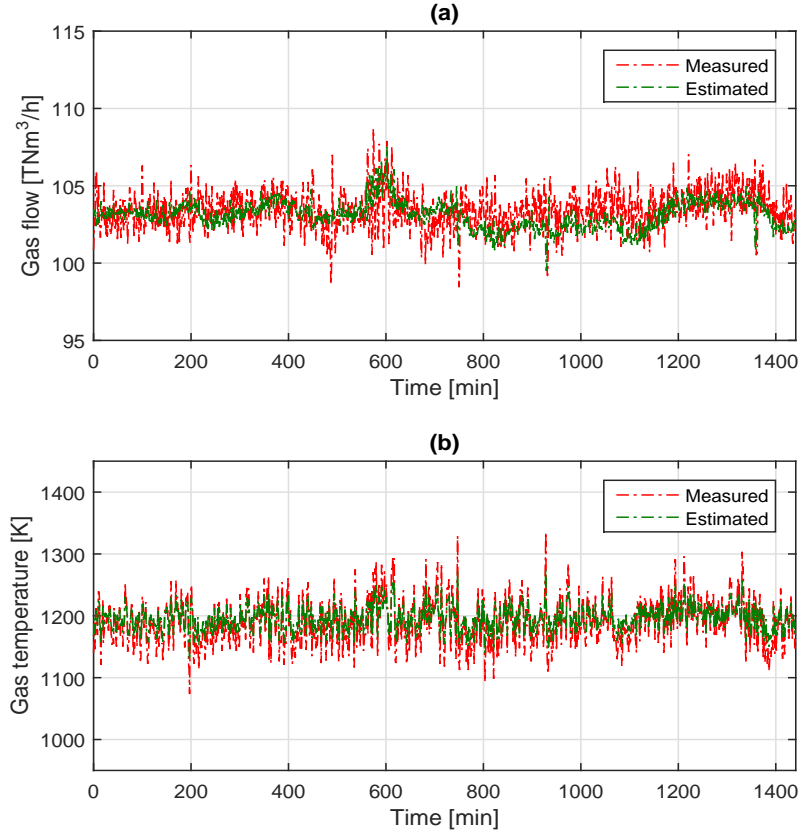 (a)
115
110
105
100
95
Gas flow [TNm³/h]
Measured
Estimated
0 200 400 600 800 1000 1200 1400
Time [min]
(b)
1400
1300
1200
1100
1000
Gas temperature [K]
Measured
Estimated
0 200 400 600 800 1000 1200 1400
Time [min]